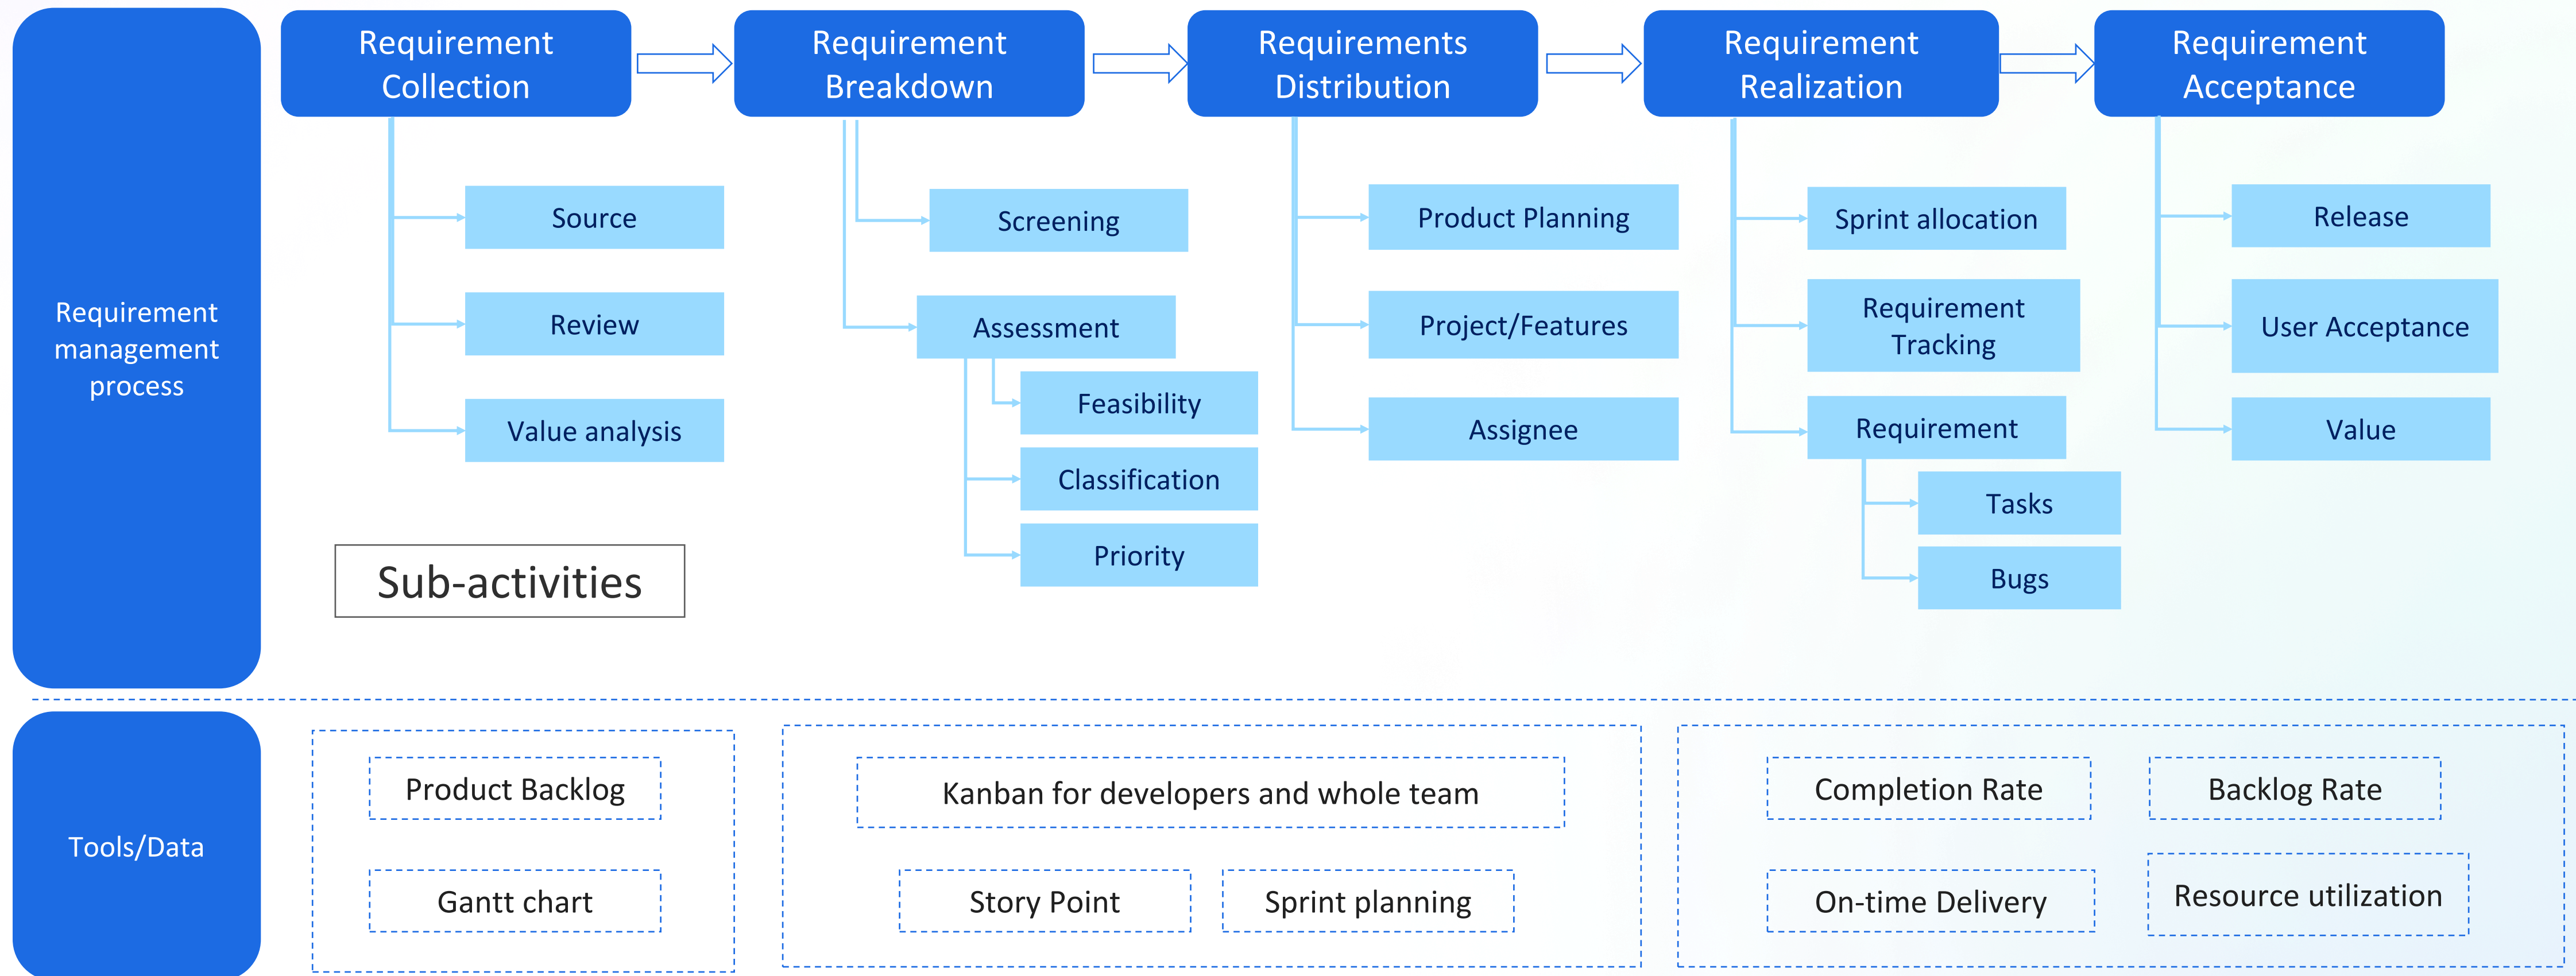 Requirement
management
process
Requirement
Collection
Requirement
Breakdown
Requirements
Distribution
Requirement
Realization
Requirement
Acceptance
Source
Review
Value analysis
Screening
Assessment
Feasibility
Classification
Priority
Product Planning
Project/Features
Assignee
Sprint allocation
Requirement
Tracking
Requirement
Tasks
Bugs
Release
User Acceptance
Value
Sub-activities
Tools/Data
Product Backlog
Gantt chart
Kanban for developers and whole team
Story Point
Sprint planning
Completion Rate
Backlog Rate
On-time Delivery
Resource utilization